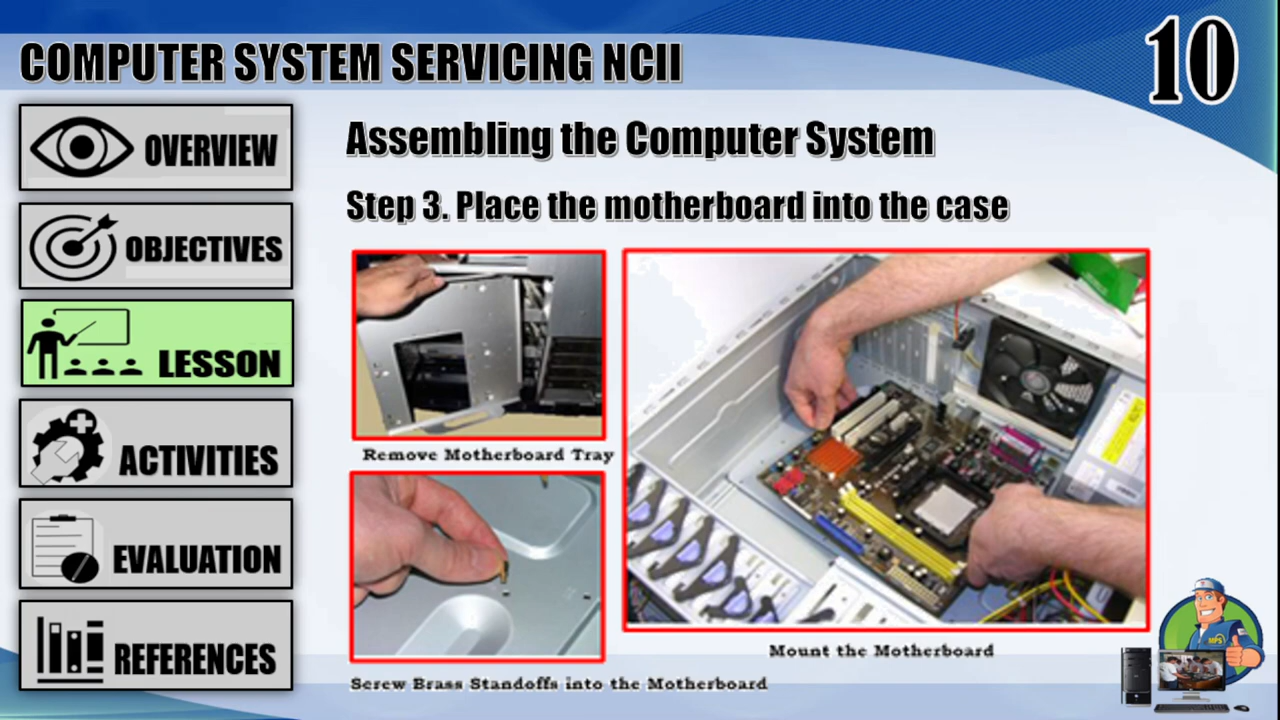 COMPUTER SYSTEM SERVICING NCII
10
OVERVIEW
OBJECTIVES
LESSON
ACTIVITIES
EVALUATION
REFERENCES
Assembling the Computer System
Step 3. Place the motherboard into the case
Remove Motherboard Tray
Screw Brass Standoffs into the Motherboard
Mount the Motherboard
MPS